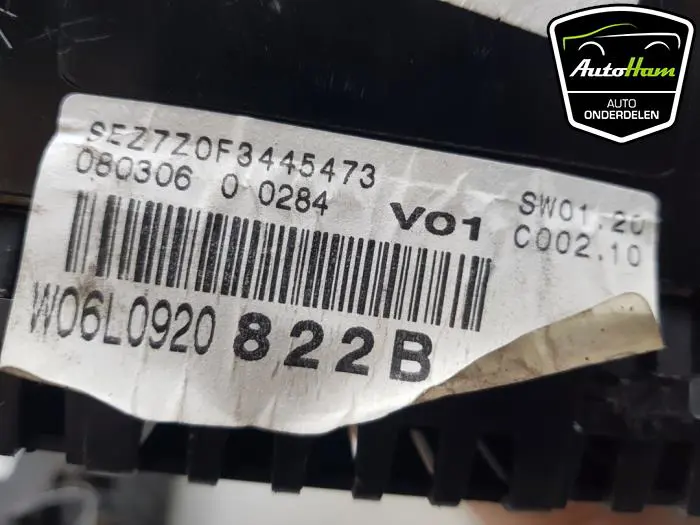 AutoHam
AUTO
ONDERDELEN
SEZ7Z0F3445473
080306 0 0284
V01
SW01.20
C002.10
W06L0920
822B